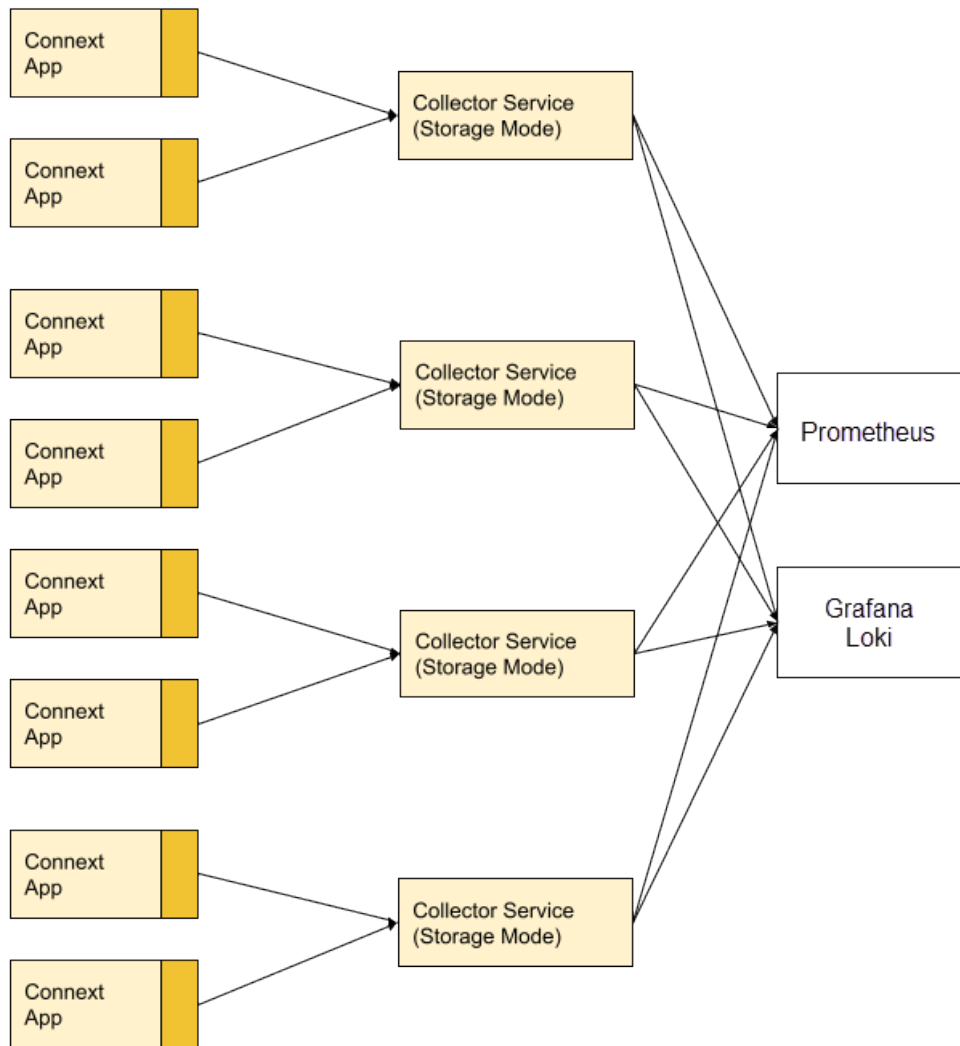 Connext
App
Connext
App
Connext
App
Connext
App
Connext
App
Connext
App
Connext
App
Connext
App
Collector Service
(Storage Mode)
Collector Service
(Storage Mode)
Collector Service
(Storage Mode)
Collector Service
(Storage Mode)
Prometheus
Grafana
Loki